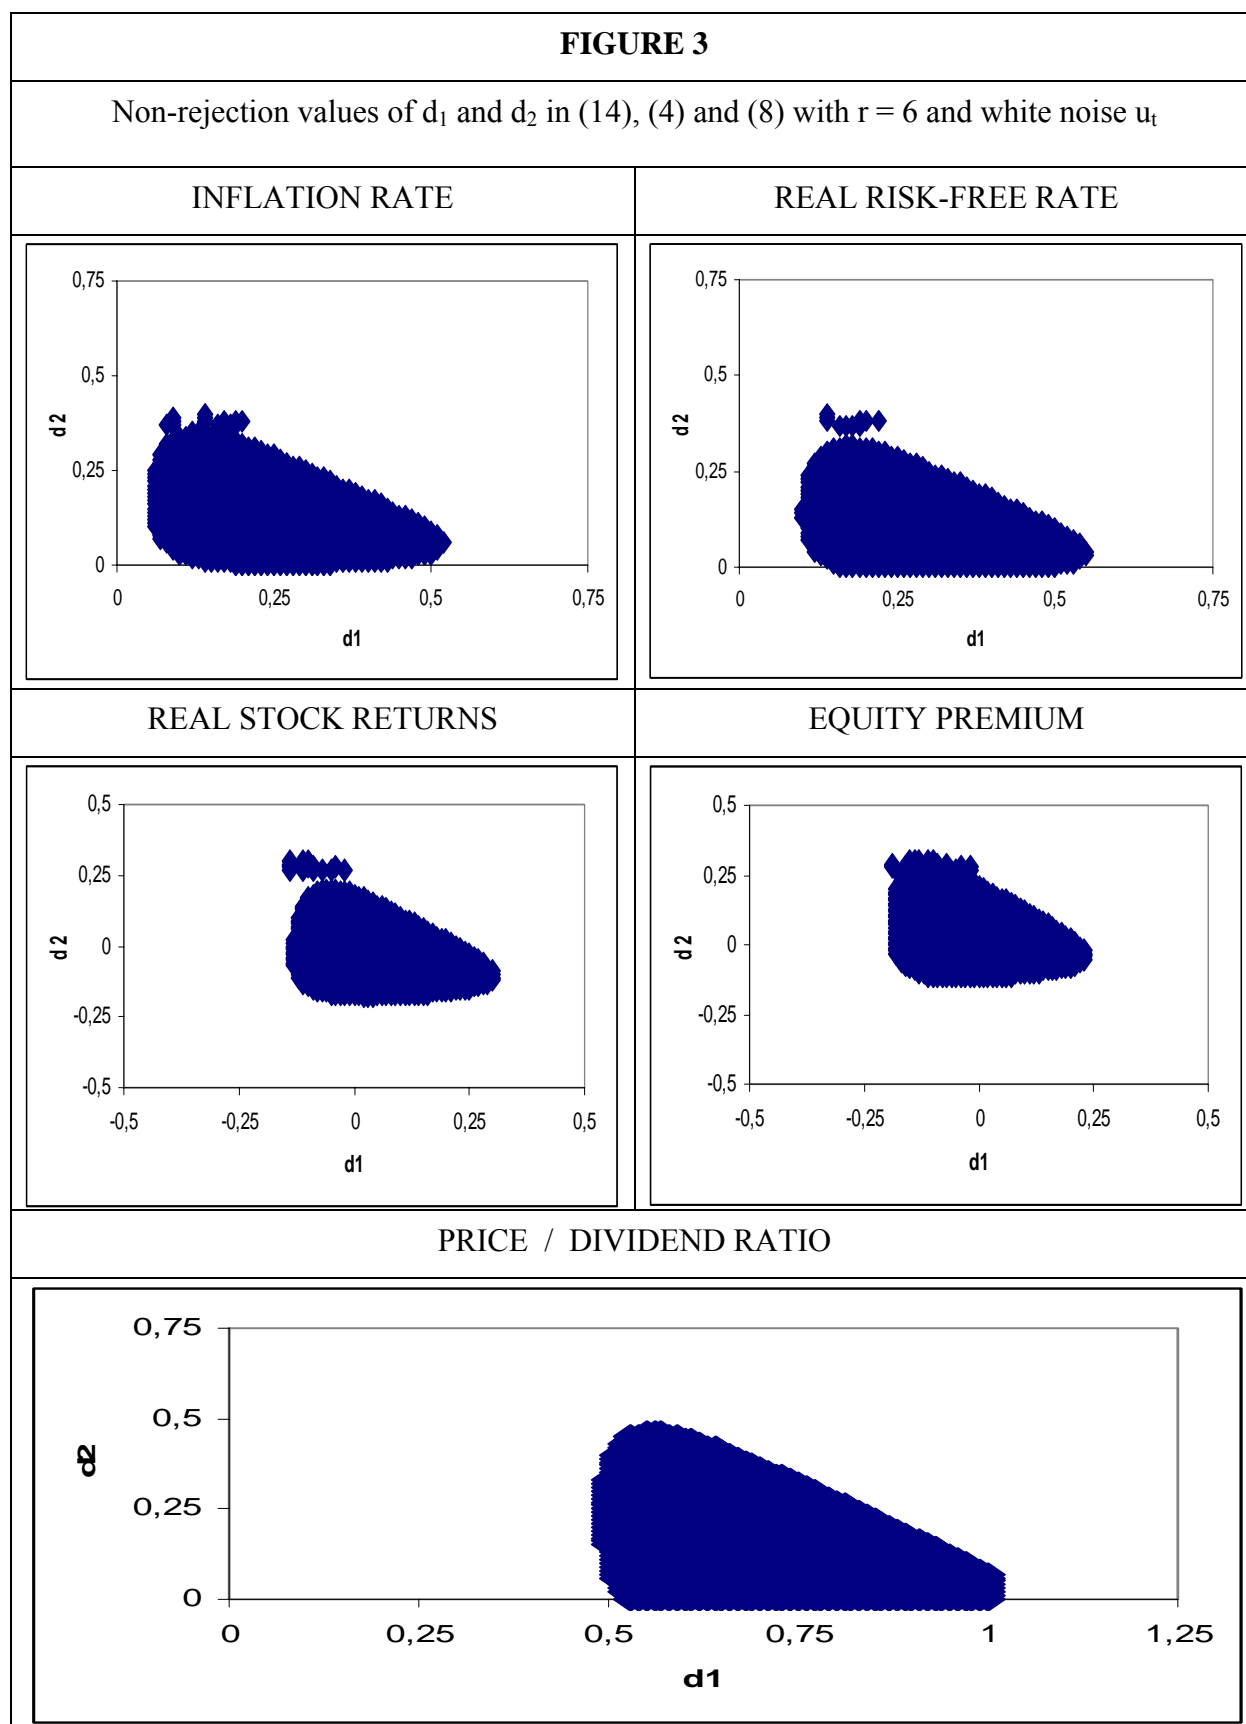 FIGURE 3
Non-rejection values of d1 and d2 in (14), (4) and (8) with r = 6 and white noise ut
INFLATION RATE
REAL RISK-FREE RATE
0,75
0,5
0,25
0
0 0,25 0,5 0,75
d2
d1
0,75
0,5
0,25
0
0 0,25 0,5 0,75
d2
d1
REAL STOCK RETURNS
EQUITY PREMIUM
0,5
0,25
0
-0,25
-0,5
-0,5 -0,25 0 0,25 0,5
d2
d1
0,5
0,25
0
-0,25
-0,5
-0,5 -0,25 0 0,25 0,5
d2
d1
PRICE / DIVIDEND RATIO
0,75
0,5
0,25
0
0 0,25 0,5 0,75 1 1,25
d2
d1